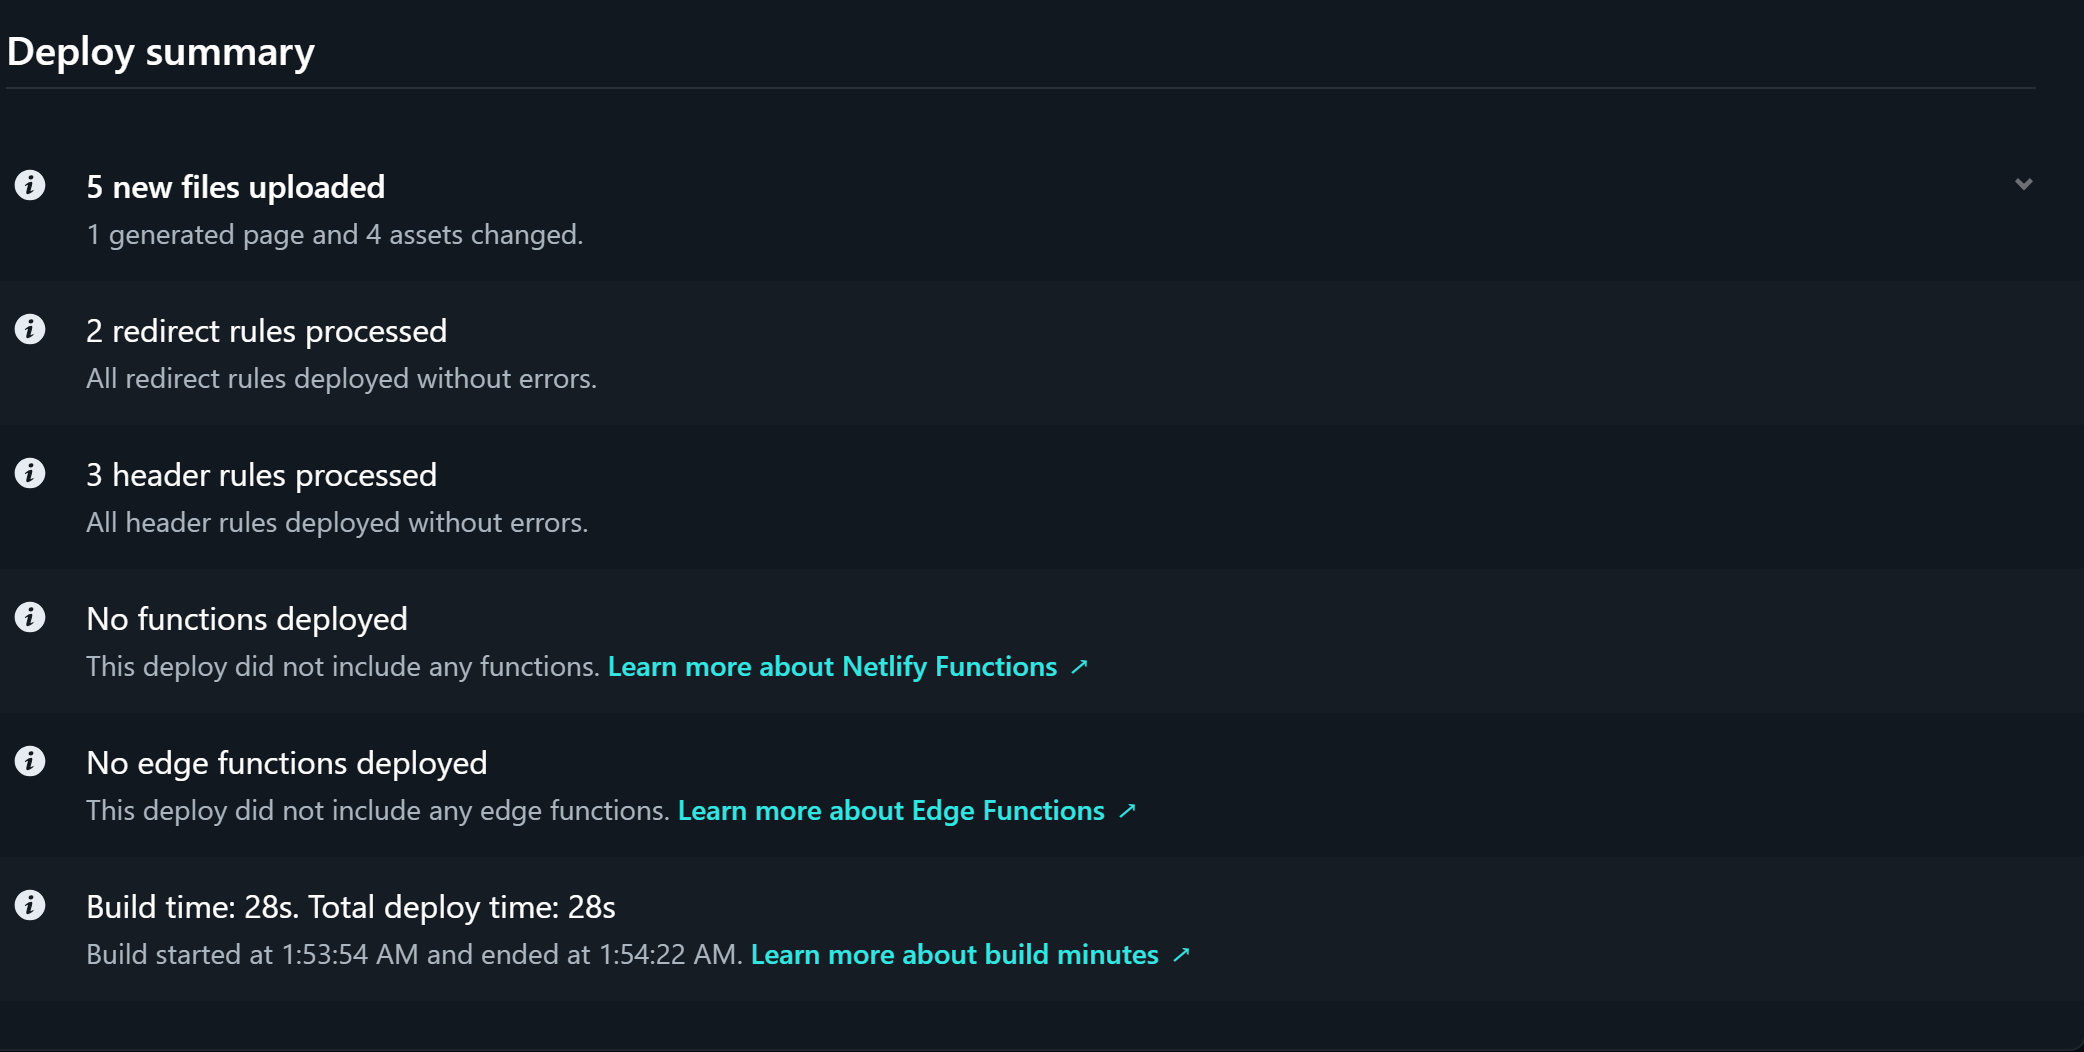 Deploy summary
5 new files uploaded
1 generated page and 4 assets changed.
2 redirect rules processed
All redirect rules deployed without errors.
3 header rules processed
All header rules deployed without errors.
No functions deployed
This deploy did not include any functions. Learn more about Netlify Functions ↗
No edge functions deployed
This deploy did not include any edge functions. Learn more about Edge Functions ↗
Build time: 28s. Total deploy time: 28s
Build started at 1:53:54 AM and ended at 1:54:22 AM. Learn more about build minutes ↗